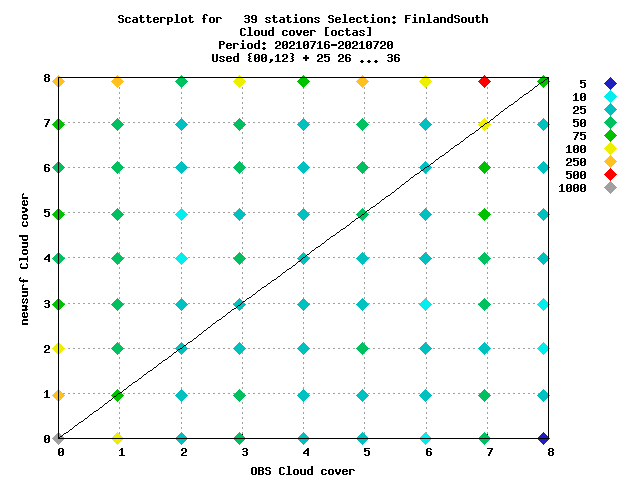 Scatterplot for   39 stations Selection: FinlandSouth
Cloud cover [octas]
Period: 20210716-20210720
Used {00,12} + 25 26 ... 36
8
7
6
5
4
3
2
1
0
newsurf Cloud cover
0 1 2 3 4 5 6 7 8
OBS Cloud cover
5
10
25
50
75
100
250
500
1000